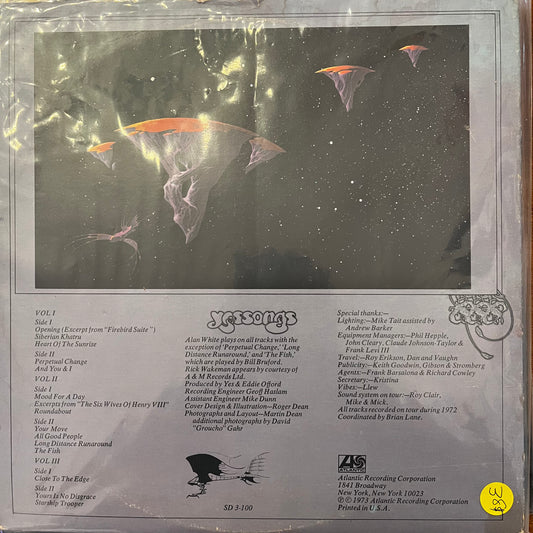 VOL I
Side I
Opening (Excerpt from "Firebird Suite")
Siberian Khatru
Heart Of The Sunrise
Side II
Perpetual Change
And You & I
VOL II
Side I
Mood For A Day
Excerpts from "The Six Wives Of Henry VIII"
Roundabout
Side II
Your Move
All Good People
Long Distance Runaround
The Fish
VOL III
Side I
Close To The Edge
Side II
Yours Is No Disgrace
Starship Trooper
Yessongs
Alan White plays on all tracks with the
exception of 'Perpetual Change,' 'Long
Distance Runaround,' and 'The Fish',
which are played by Bill Bruford.
Rick Wakeman appears by courtesy of
A & M Records Ltd.
Produced by Yes & Eddie Offord
Recording Engineer Geoff Haslam
Assistant Engineer Mike Dunn
Cover Design & Illustration—Roger Dean
Photographs and Layout—Martin Dean
additional photographs by David
"Groucho" Gahr
SD 3-100
Special thanks:—
Lighting;—Mike Tait assisted by
Andrew Barker
Equipment Managers:—Phil Hepple,
John Cleary, Claude Johnson Taylor &
Frank Levi III
Travel;—Roy Erikson, Dan and Vaughn
Publicity:—Keith Goodwin, Gibson & Stromberg
Agents;—Frank Barsalona & Richard Cowley
Secretary;—Kristina
Vibes:—Llew
Sound system on tour:—Roy Clair,
Mike & Mick.
All tracks recorded on tour during 1972
Coordinated by Brian Lane.
ATLANTIC
Atlantic Recording Corporation
1841 Broadway
New York, New York 10023
Ⓟ © 1973 Atlantic Recording Corporation
Printed in U.S.A.